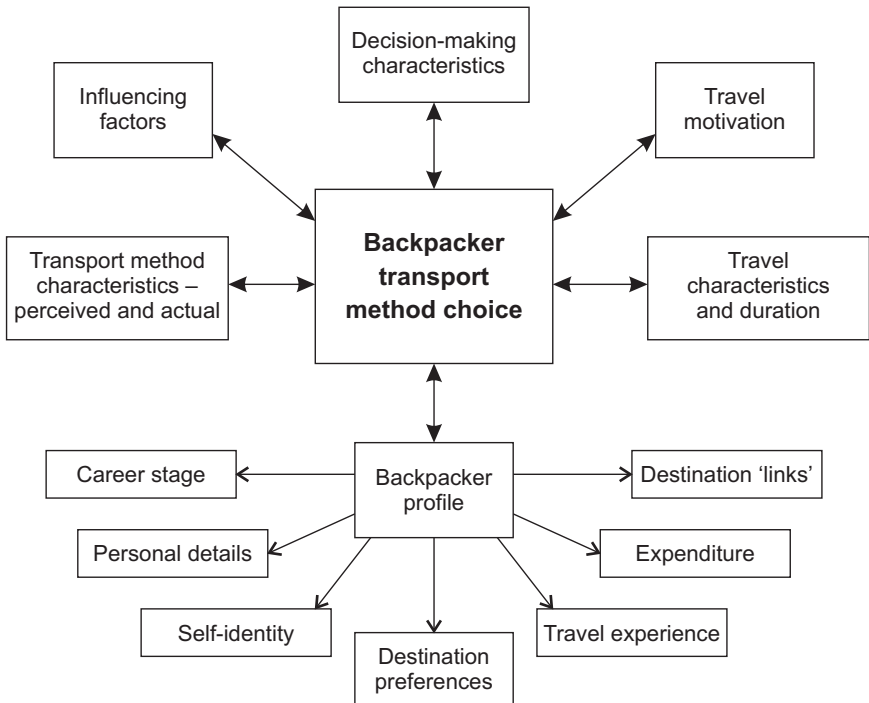 Decision-making
characteristics
Influencing
factors
Travel
motivation
Transport method
characteristics –
perceived and actual
Backpacker
transport
method choice
Travel
characteristics
and duration
Career stage
Backpacker
profile
Destination ‘links’
Personal details
Expenditure
Self-identity
Destination
preferences
Travel experience